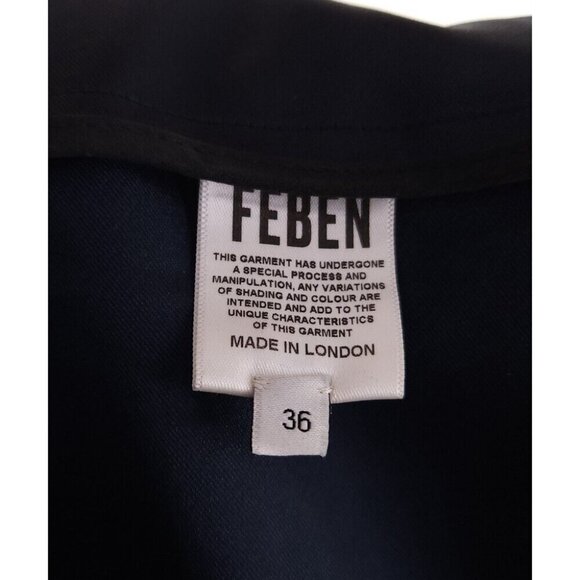 FEBEN
THIS GARMENT HAS UNDERGONE
A SPECIAL PROCESS AND
MANIPULATION, ANY VARIATIONS
OF SHADING AND COLOUR ARE
INTENDED AND ADD TO THE
UNIQUE CHARACTERISTICS
OF THIS GARMENT
MADE IN LONDON
36